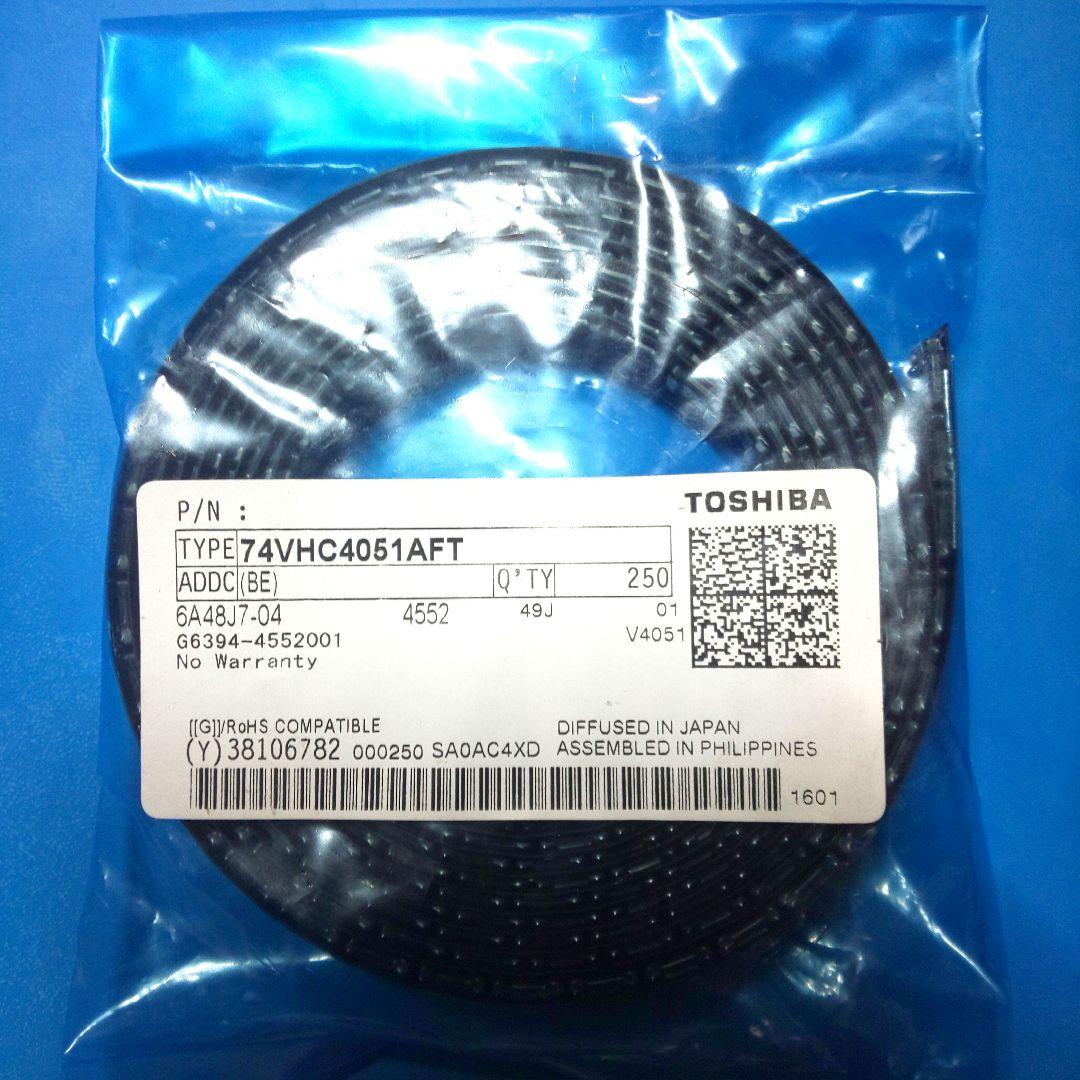 P/N :
TOSHIBA
TYPE 74VHC4051AFT
ADDC (BE) Q'TY 250
6A48J7-04 4552 49J 01
G6394-4552001 V4051
No Warranty
[[G]]/RoHS COMPATIBLE DIFFUSED IN JAPAN
(Y)38106782 000250 SA0AC4XD ASSEMBLED IN PHILIPPINES
1601